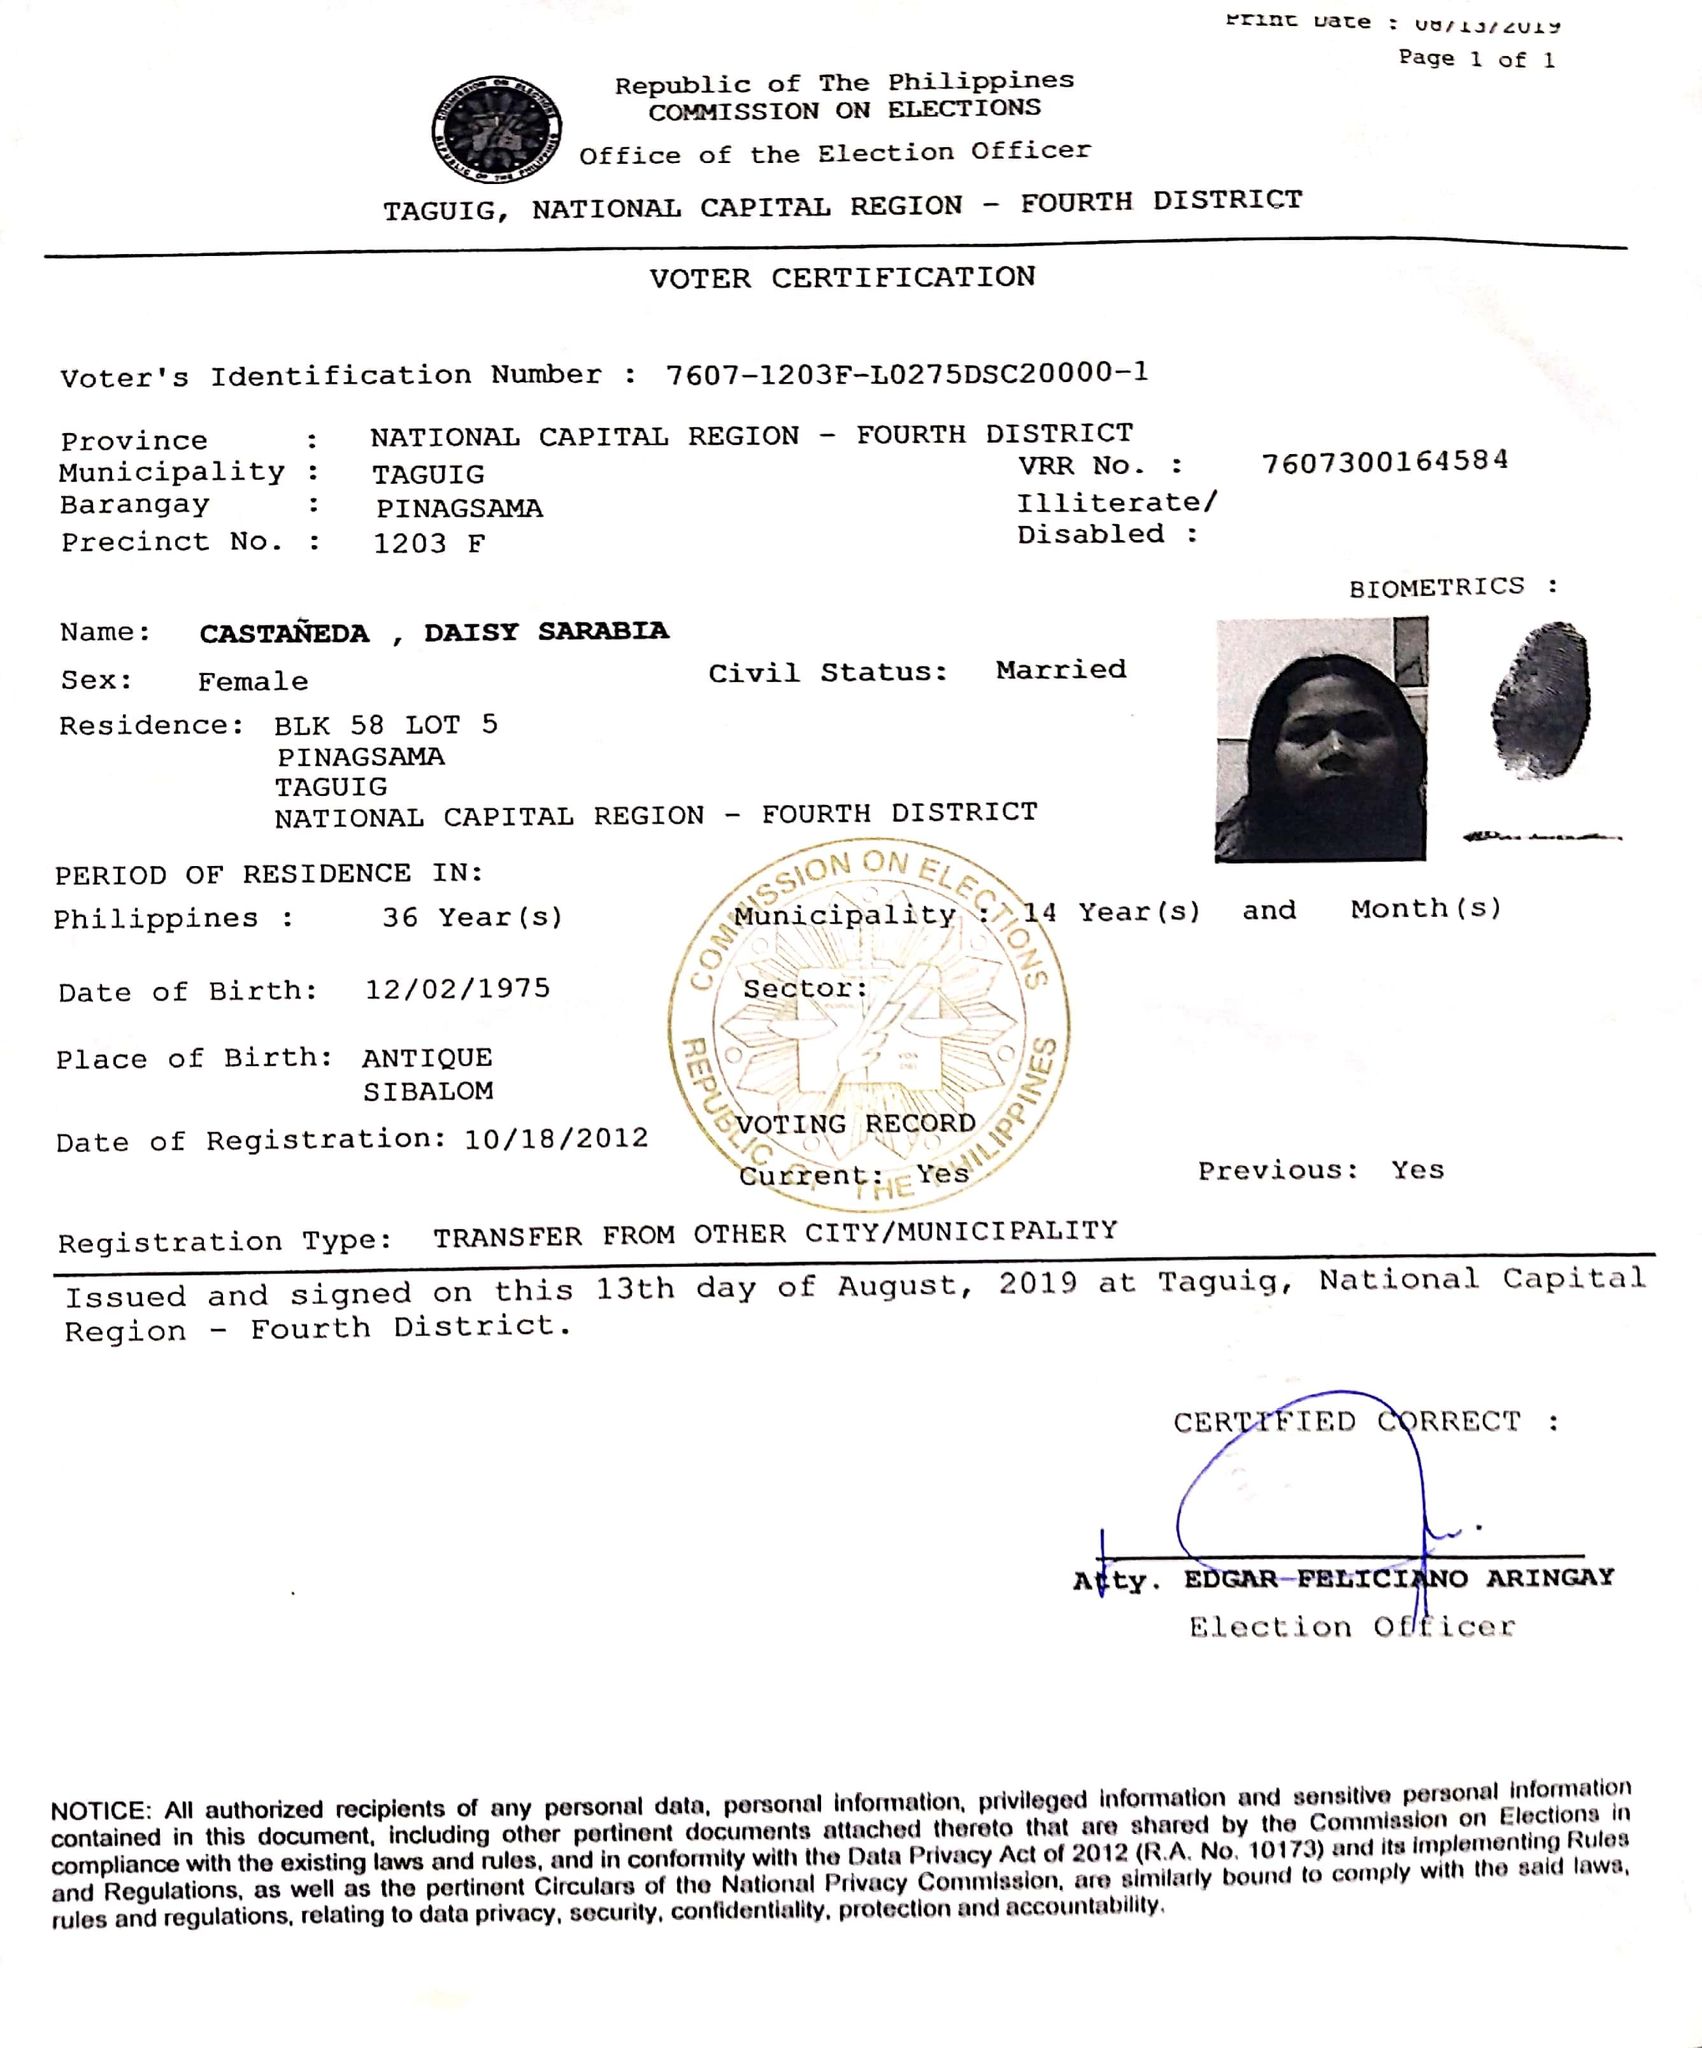 Print Date : 08/13/2019
Page 1 of 1
Republic of The Philippines
COMMISSION ON ELECTIONS
Office of the Election Officer
TAGUIG, NATIONAL CAPITAL REGION - FOURTH DISTRICT
COMMISSION ON ELECTIONS
REPUBLIC OF THE PHILIPPINES
VOTER CERTIFICATION
Voter's Identification Number : 7607-1203F-L0275DSC20000-1
Province : NATIONAL CAPITAL REGION - FOURTH DISTRICT
Municipality : TAGUIG VRR No. : 7607300164584
Barangay : PINAGSAMA Illiterate/
Precinct No. : 1203 F Disabled :
BIOMETRICS :
Name: CASTAÑEDA , DAISY SARABIA
Sex: Female Civil Status: Married
Residence: BLK 58 LOT 5
PINAGSAMA
TAGUIG
NATIONAL CAPITAL REGION - FOURTH DISTRICT
PERIOD OF RESIDENCE IN:
Philippines : 36 Year(s) Municipality : 14 Year(s) and Month(s)
Date of Birth: 12/02/1975 Sector:
Place of Birth: ANTIQUE
SIBALOM
VOTING RECORD
Date of Registration: 10/18/2012
Current: Yes Previous: Yes
COMMISSION ON ELECTIONS
REPUBLIC OF THE PHILIPPINES
Registration Type: TRANSFER FROM OTHER CITY/MUNICIPALITY
Issued and signed on this 13th day of August, 2019 at Taguig, National Capital
Region - Fourth District.
CERTIFIED CORRECT :
Atty. EDGAR FELICIANO ARINGAY
Election Officer
NOTICE: All authorized recipients of any personal data, personal information, privileged information and sensitive personal information
contained in this document, including other pertinent documents attached thereto that are shared by the Commission on Elections in
compliance with the existing laws and rules, and in conformity with the Data Privacy Act of 2012 (R.A. No. 10173) and its Implementing Rules
and Regulations, as well as the pertinent Circulars of the National Privacy Commission, are similarly bound to comply with the said laws,
rules and regulations, relating to data privacy, security, confidentiality, protection and accountability.